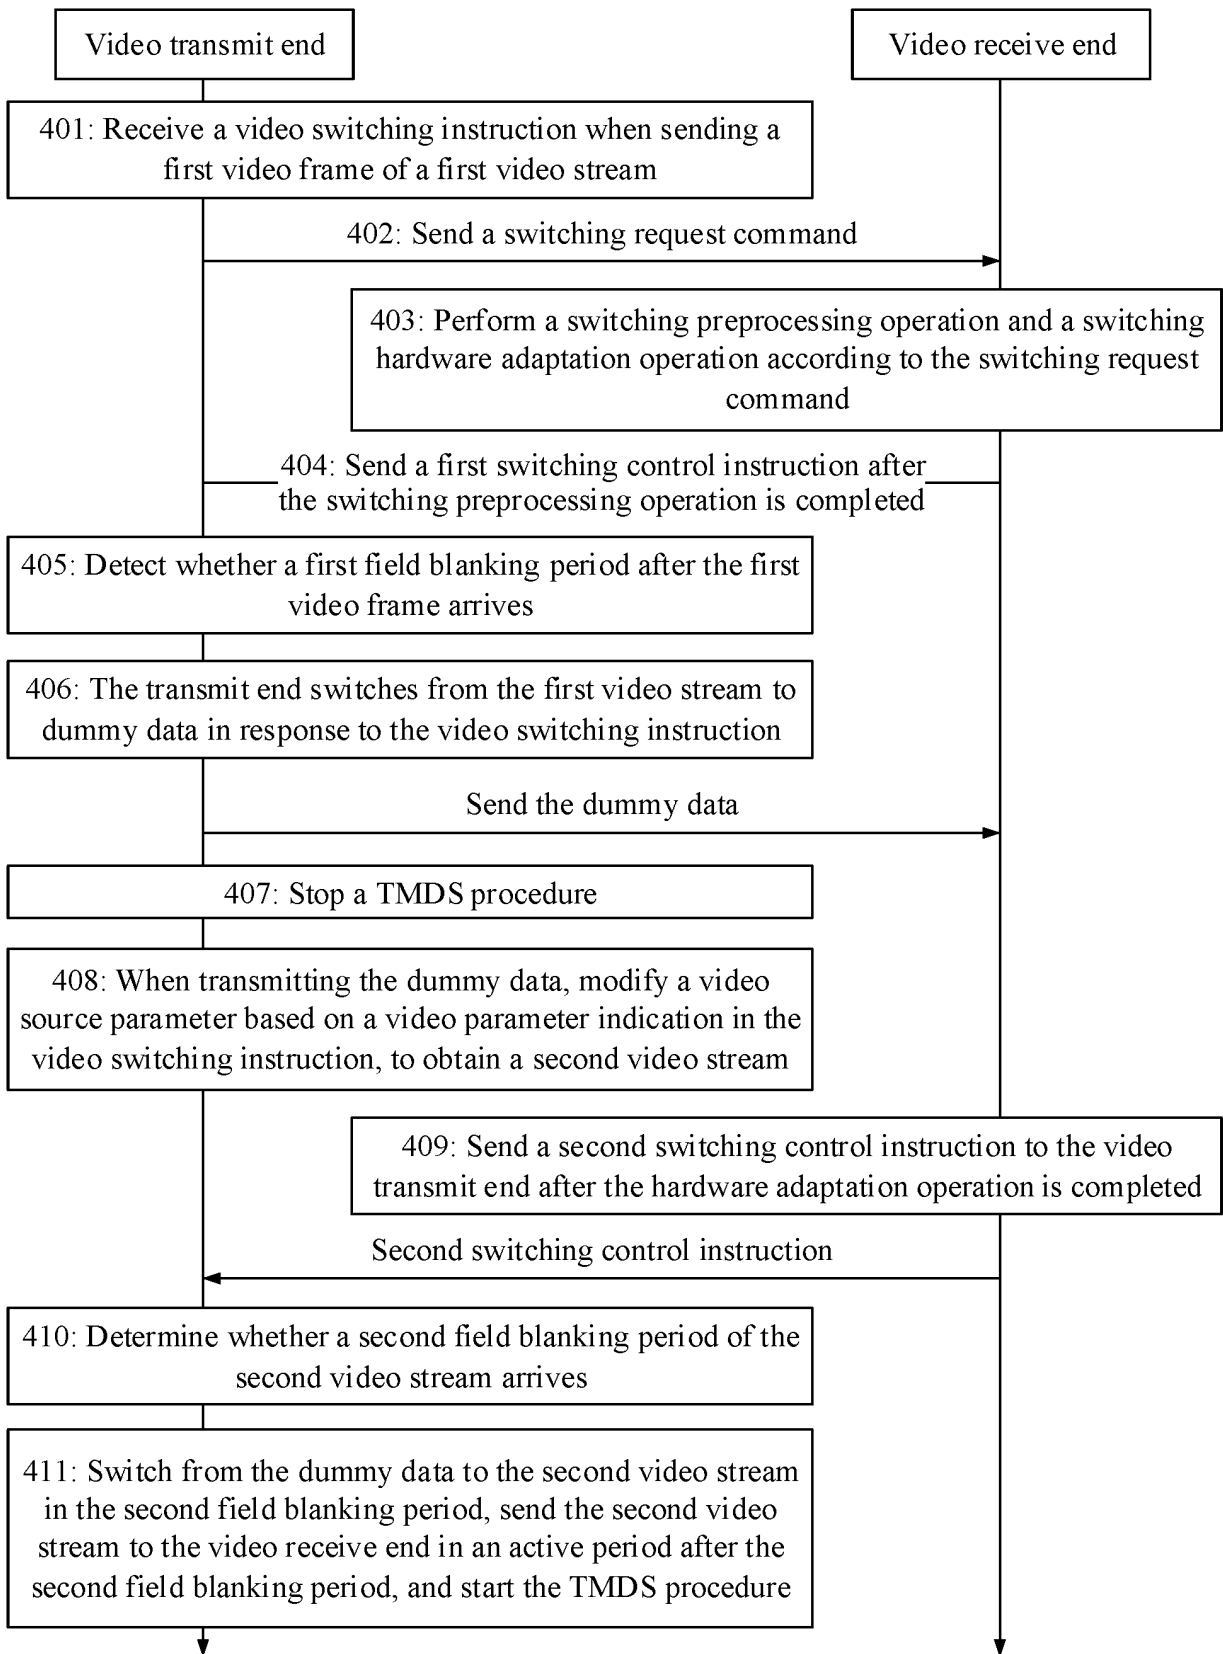 Video transmit end
Video receive end
401: Receive a video switching instruction when sending a
first video frame of a first video stream
402: Send a switching request command
403: Perform a switching preprocessing operation and a switching
hardware adaptation operation according to the switching request
command
404: Send a first switching control instruction after
the switching preprocessing operation is completed
405: Detect whether a first field blanking period after the first
video frame arrives
406: The transmit end switches from the first video stream to
dummy data in response to the video switching instruction
Send the dummy data
407: Stop a TMDS procedure
408: When transmitting the dummy data, modify a video
source parameter based on a video parameter indication in the
video switching instruction, to obtain a second video stream
409: Send a second switching control instruction to the video
transmit end after the hardware adaptation operation is completed
Second switching control instruction
410: Determine whether a second field blanking period of the
second video stream arrives
411: Switch from the dummy data to the second video stream
in the second field blanking period, send the second video
stream to the video receive end in an active period after the
second field blanking period, and start the TMDS procedure